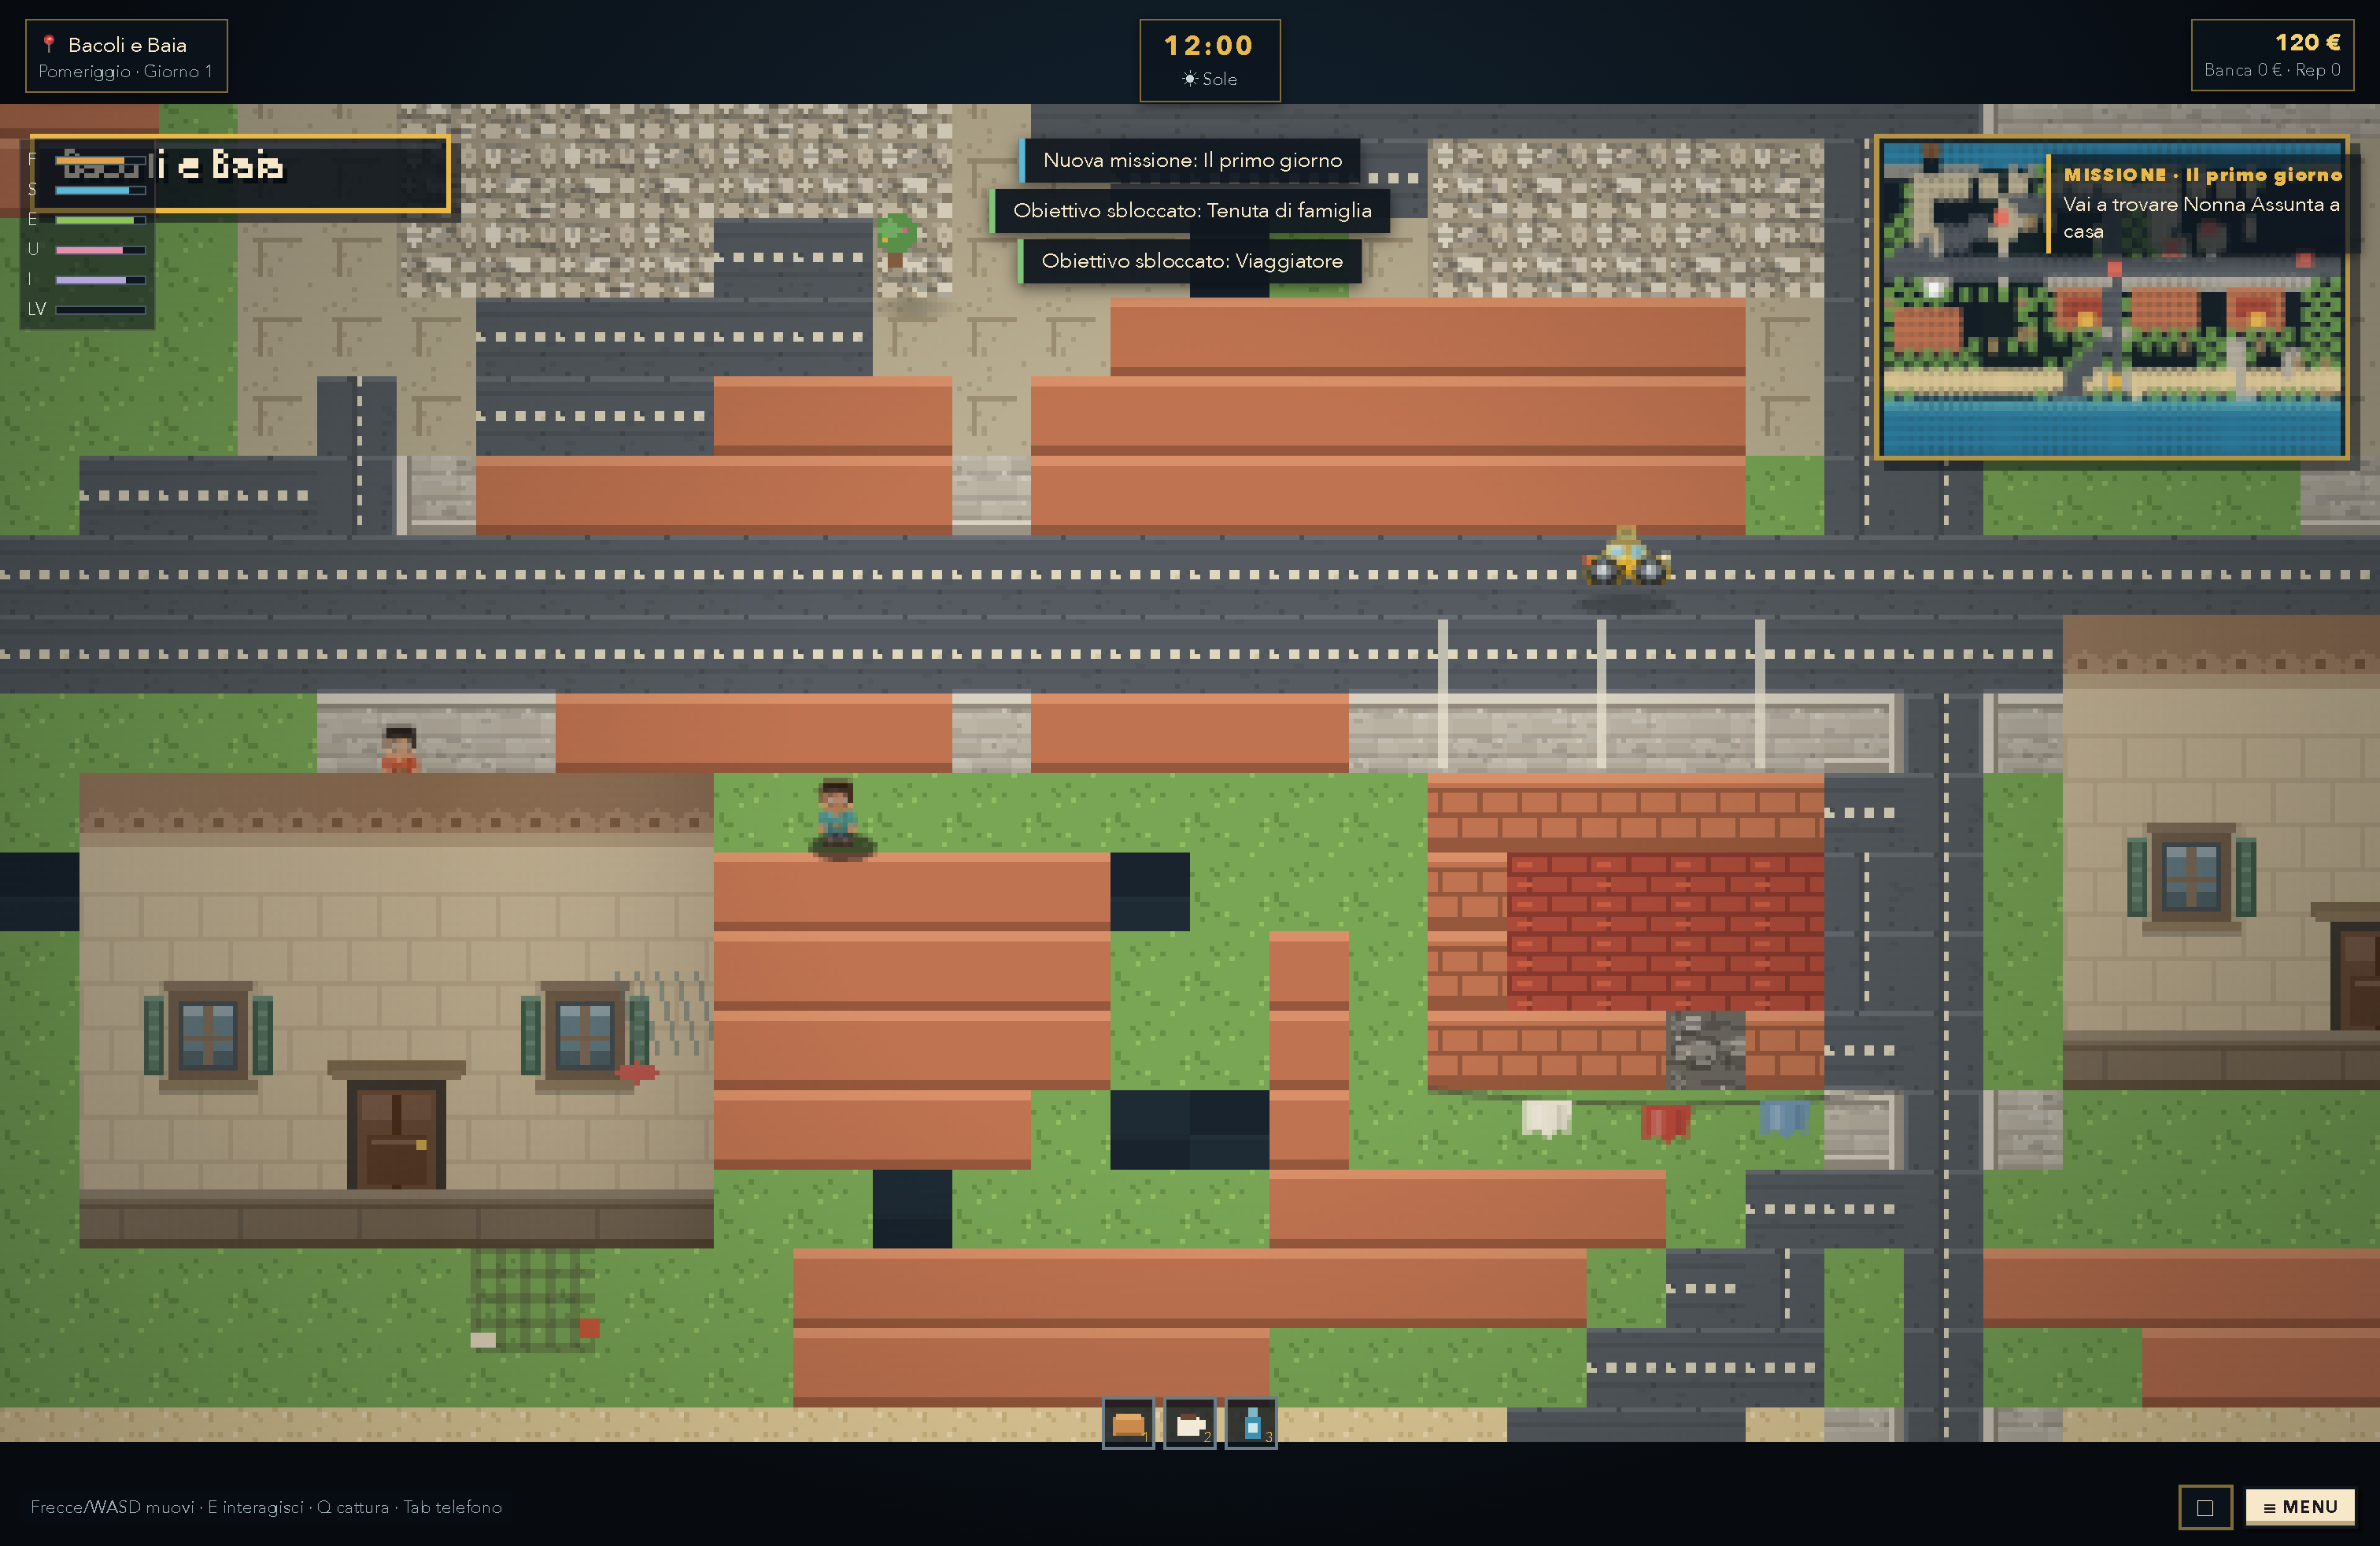 Bacoli e Baia
Pomeriggio · Giorno 1
12:00
Sole
120 €
Banca 0 € · Rep 0
Bacoli e Baia
F
S
E
U
I
LV
Nuova missione: Il primo giorno
Obiettivo sbloccato: Tenuta di famiglia
Obiettivo sbloccato: Viaggiatore
MISSIONE · Il primo giorno
Vai a trovare Nonna Assunta a
casa
1 2 3
Frecce/WASD muovi · E interagisci · Q cattura · Tab telefono
≡ MENU